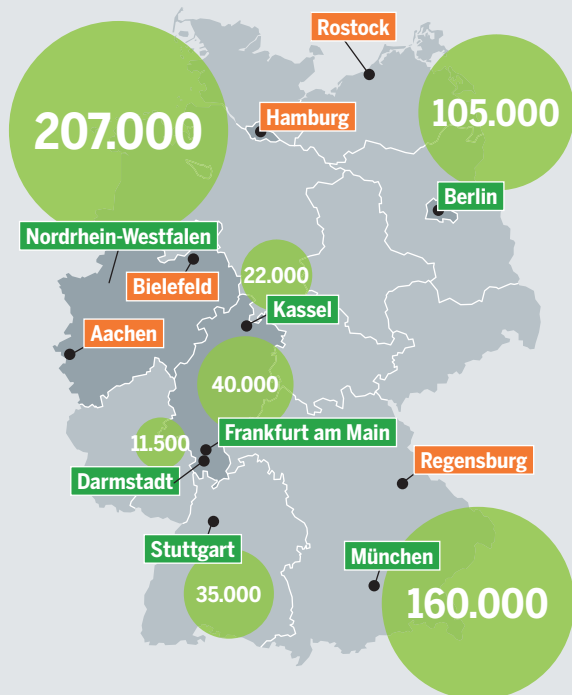 Rostock
207.000
105.000
Hamburg
Berlin
Nordrhein-Westfalen
Bielefeld
22.000
Kassel
Aachen
40.000
Frankfurt am Main
11.500
Regensburg
Darmstadt
Stuttgart
München
35.000
160.000